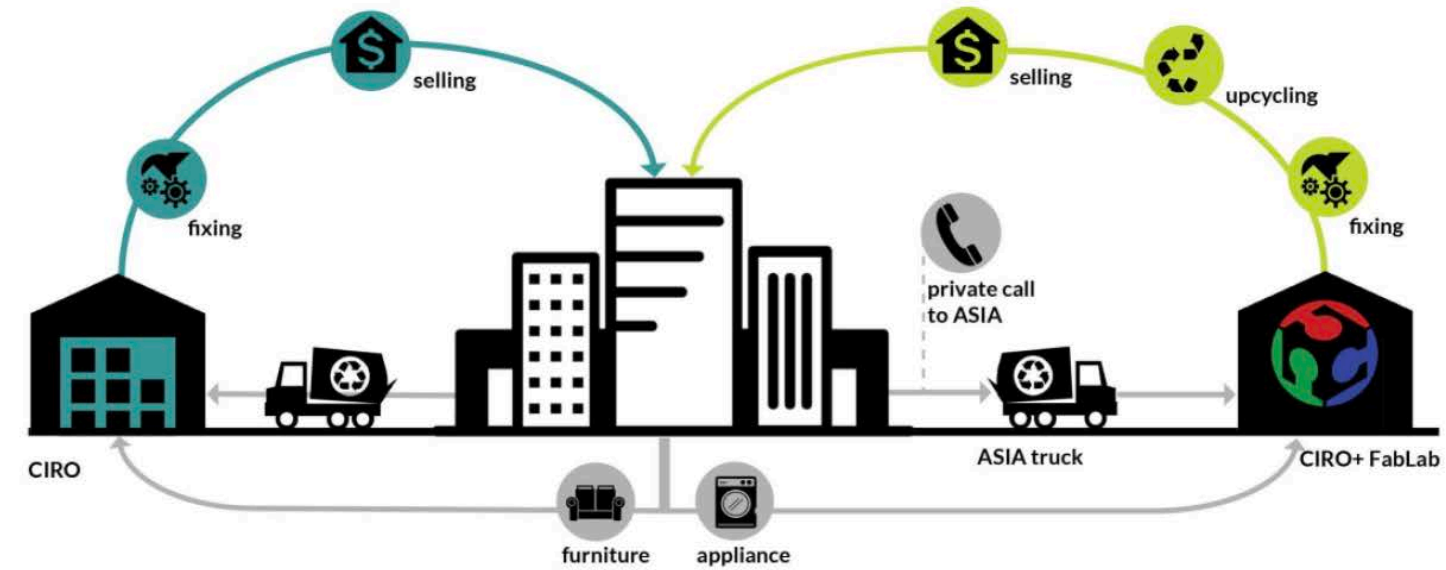 selling
selling
upcycling
fixing
fixing
private call
to ASIA
CIRO
ASIA truck
CIRO+ FabLab
furniture
appliance